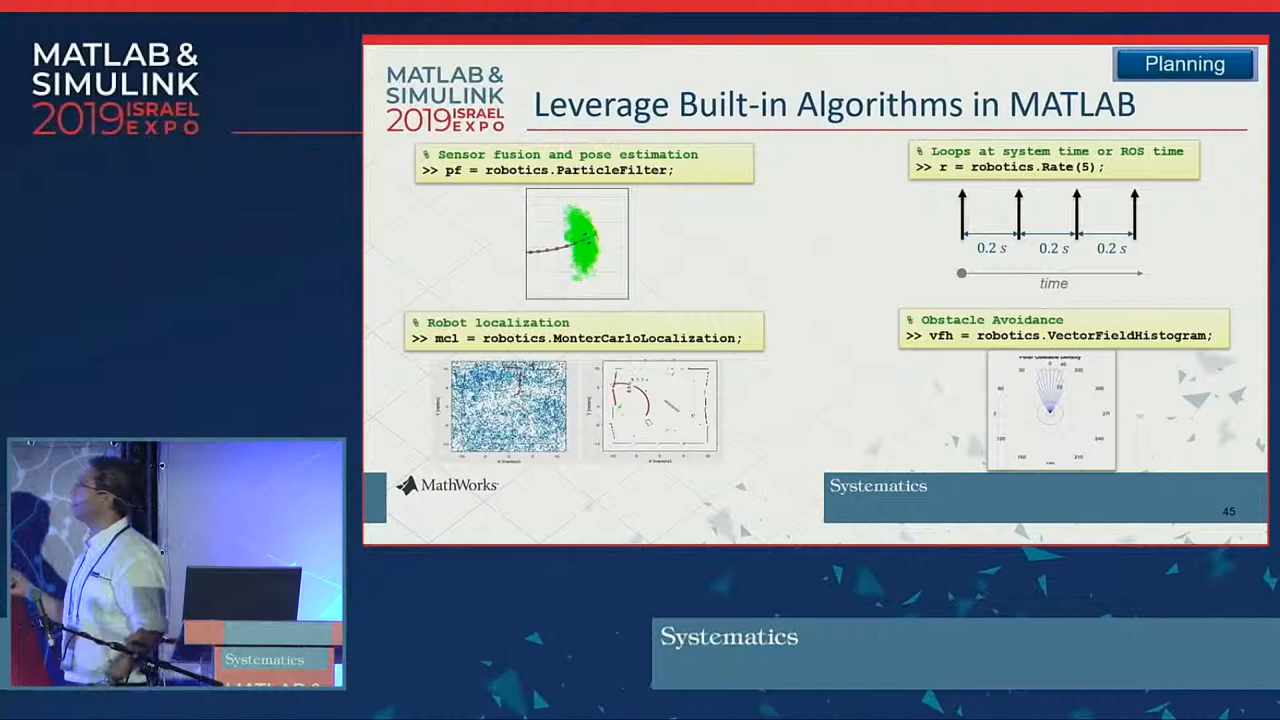 MATLAB &
SIMULINK
2019 ISRAEL
EXPO
Planning
MATLAB &
SIMULINK
2019 ISRAEL
EXPO
Leverage Built-in Algorithms in MATLAB
% Sensor fusion and pose estimation
>> pf = robotics.ParticleFilter;
% Loops at system time or ROS time
>> r = robotics.Rate(5);
0.2 s 0.2 s 0.2 s
time
% Robot localization
>> mcl = robotics.MonterCarloLocalization;
% Obstacle Avoidance
>> vfh = robotics.VectorFieldHistogram;
MathWorks
Systematics
45
Systematics
Systematics
MATLAB &